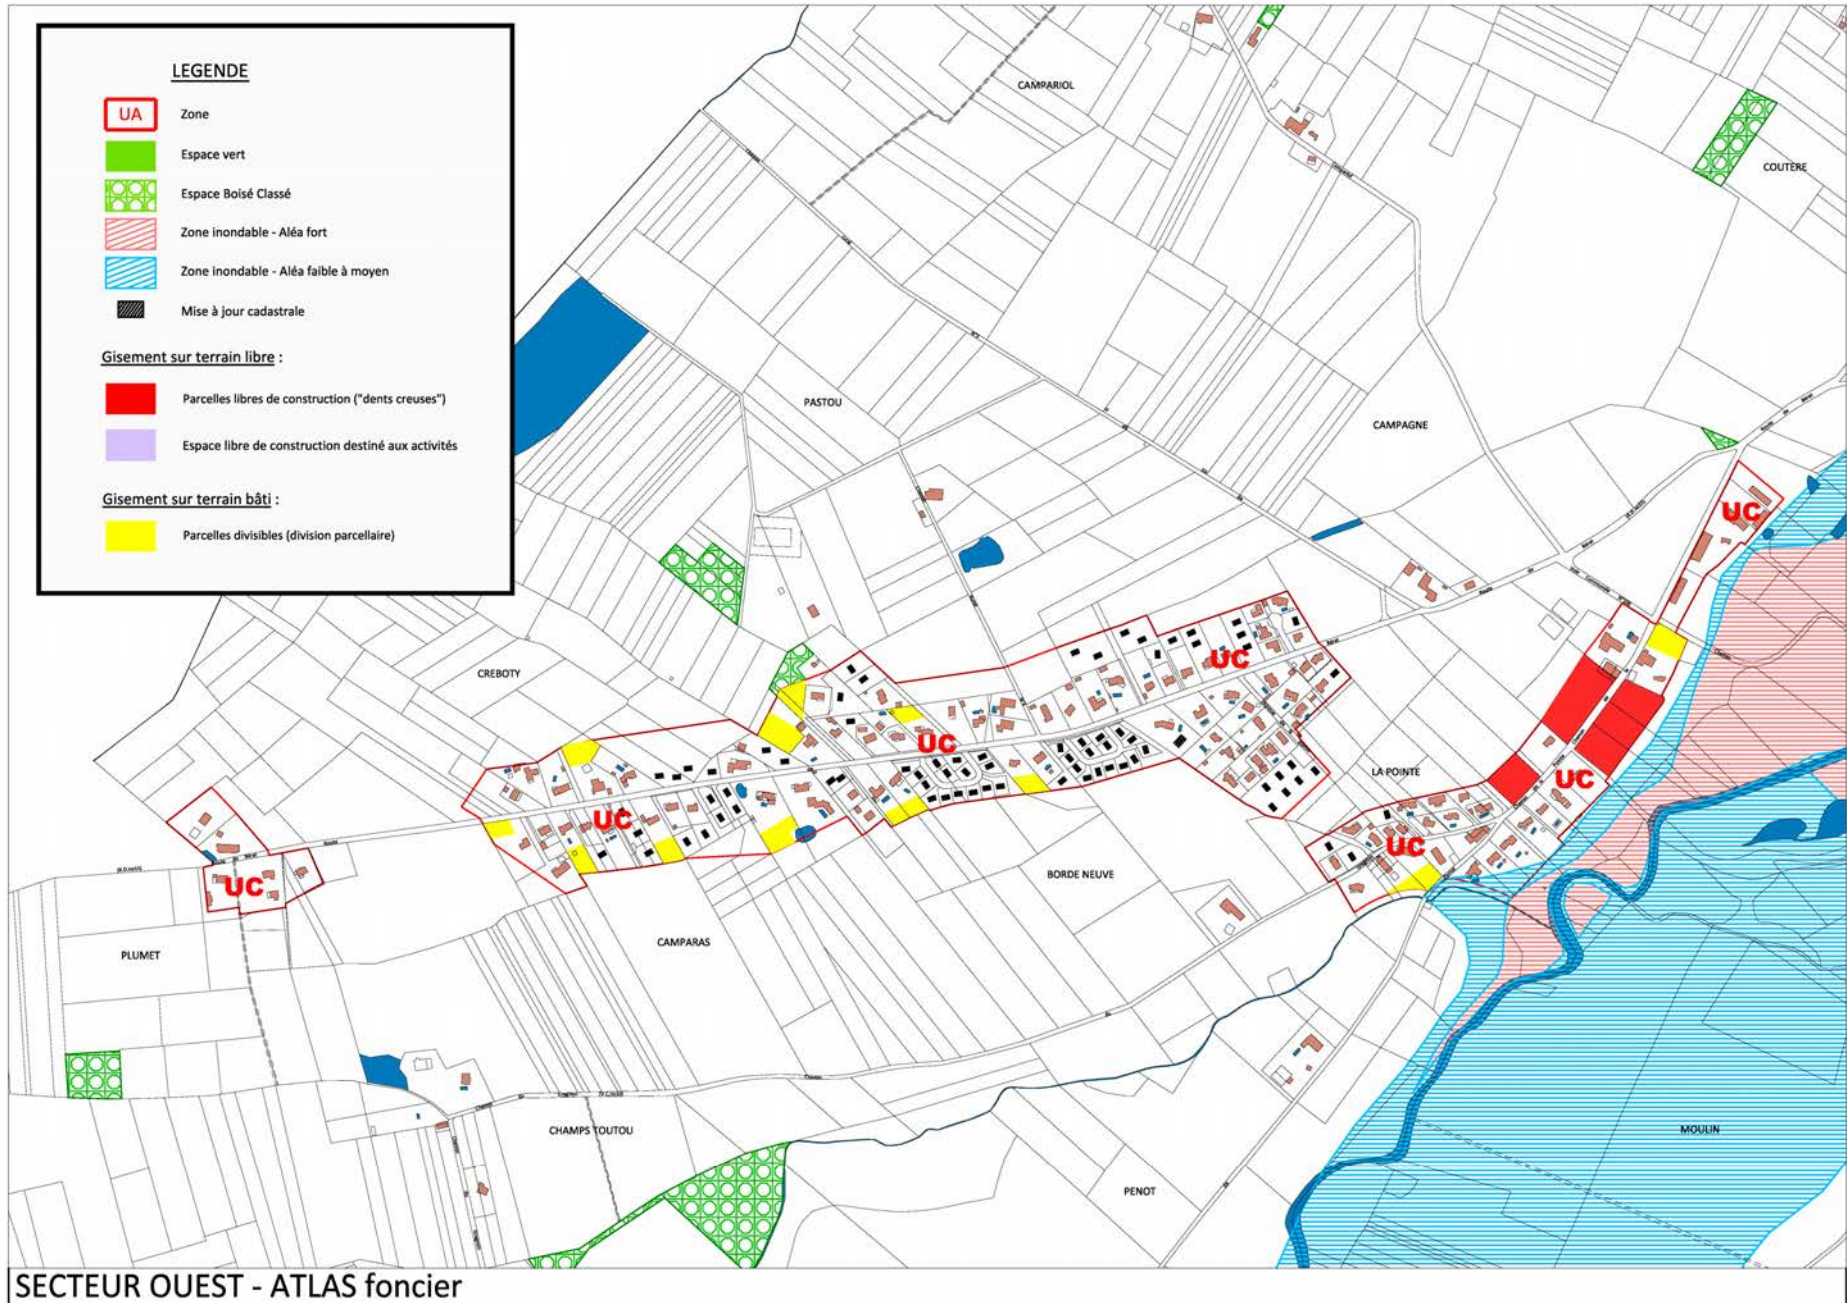 LEGENDE
UA Zone
Espace vert
Espace Boisé Classé
Zone inondable - Aléa fort
Zone inondable - Aléa faible à moyen
Mise à jour cadastrale
Gisement sur terrain libre :
Parcelles libres de construction ("dents creuses")
Espace libre de construction destiné aux activités
Gisement sur terrain bâti :
Parcelles divisibles (division parcellaire)
CAMPARIOL
COUTÈRE
PASTOU
CAMPAGNE
UC
CREBOTY
UC
UC
LA POINTE
UC
UC
UC
BORDE NEUVE
UC
CAMPARAS
PLUMET
CHAMPS TOUTOU
MOULIN
PENOT
SECTEUR OUEST - ATLAS foncier